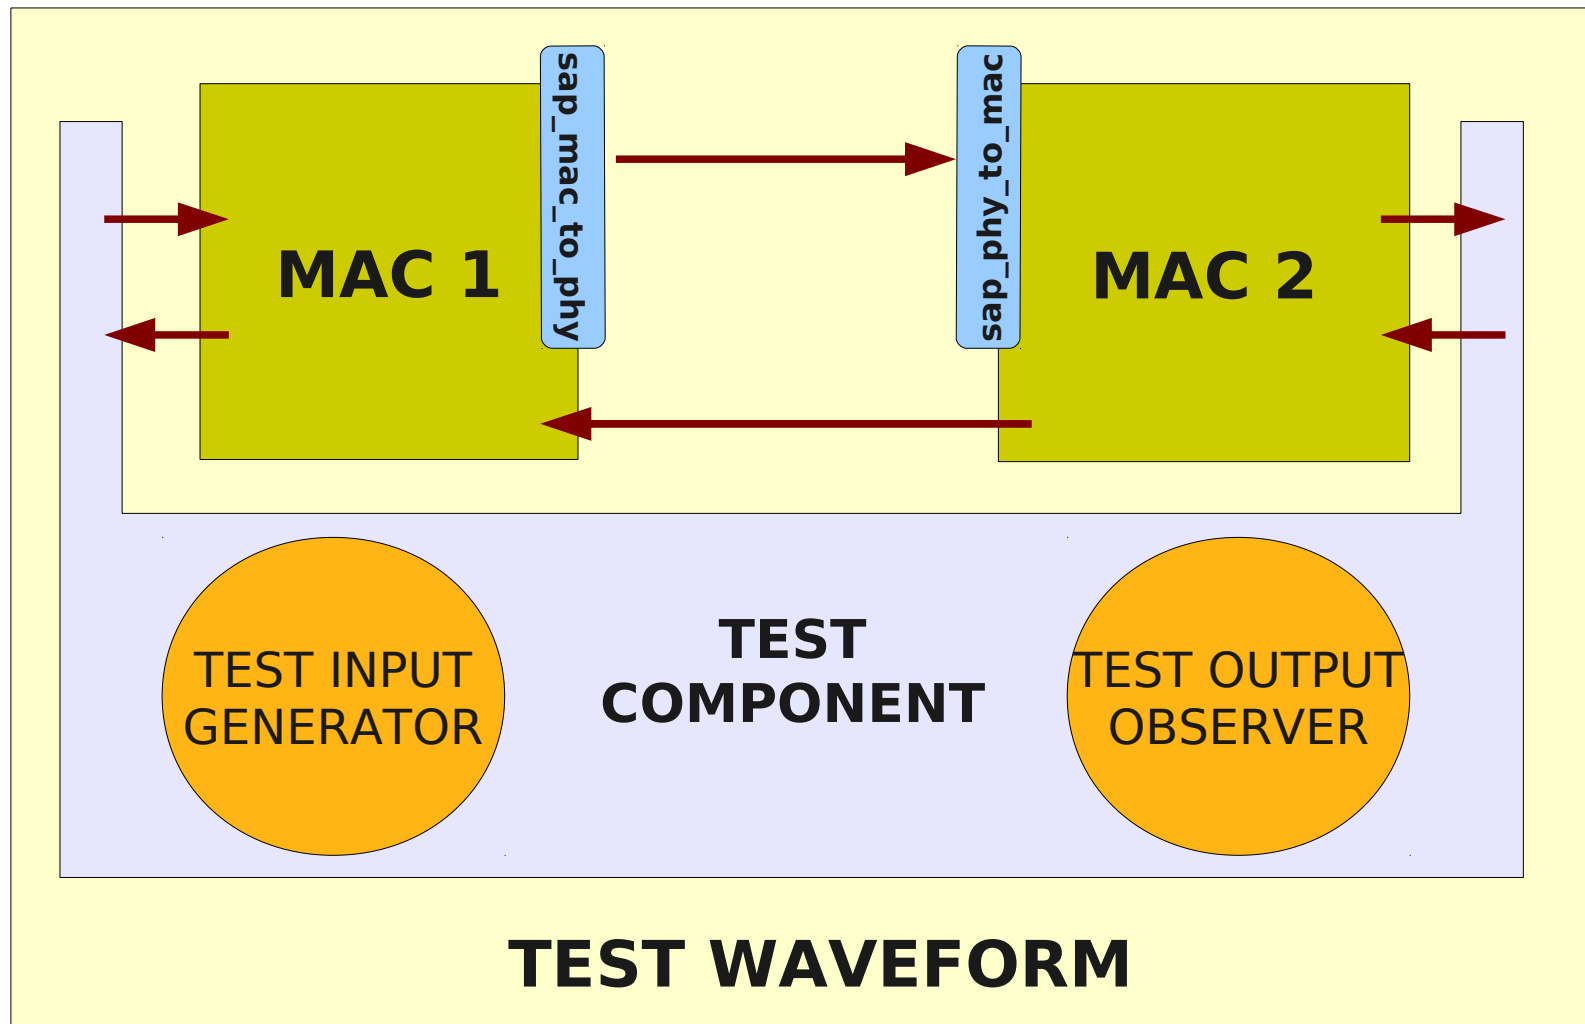 sap_mac_to_phy
sap_phy_to_mac
MAC 1
MAC 2
TEST INPUT
GENERATOR
TEST
COMPONENT
TEST OUTPUT
OBSERVER
TEST WAVEFORM